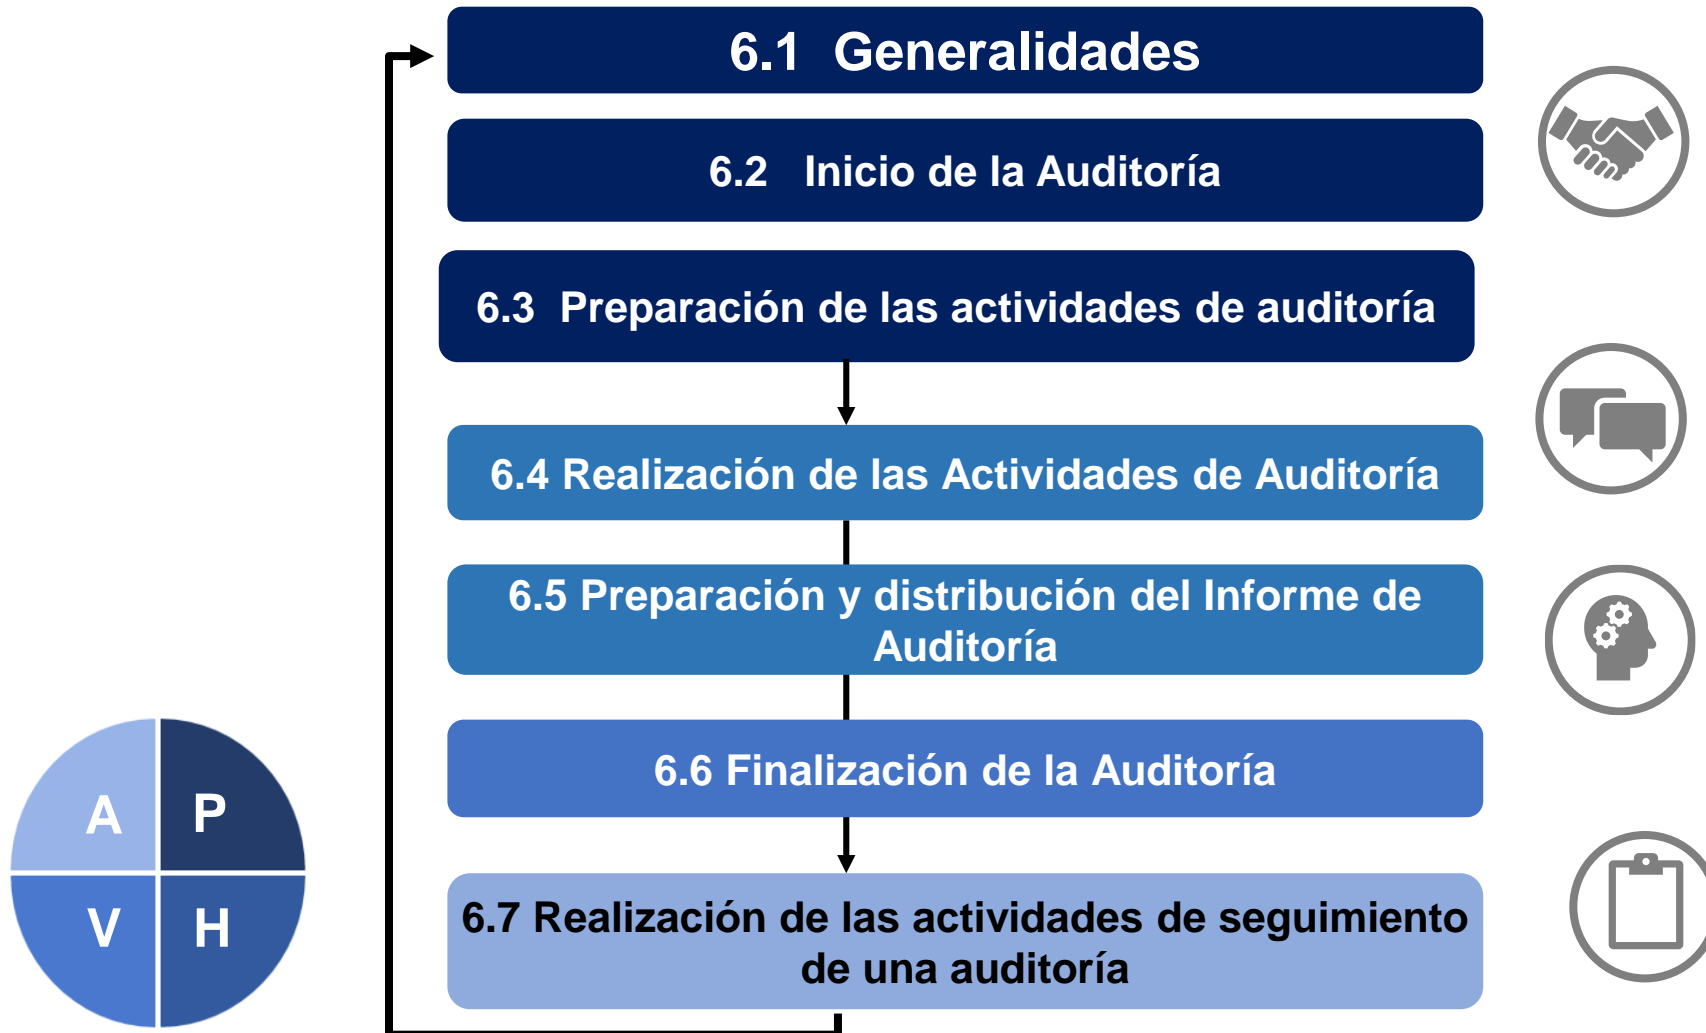 6.1 Generalidades
6.2 Inicio de la Auditoría
6.3 Preparación de las actividades de auditoría
6.4 Realización de las Actividades de Auditoría
6.5 Preparación y distribución del Informe de
Auditoría
6.6 Finalización de la Auditoría
6.7 Realización de las actividades de seguimiento
de una auditoría
A P
V H